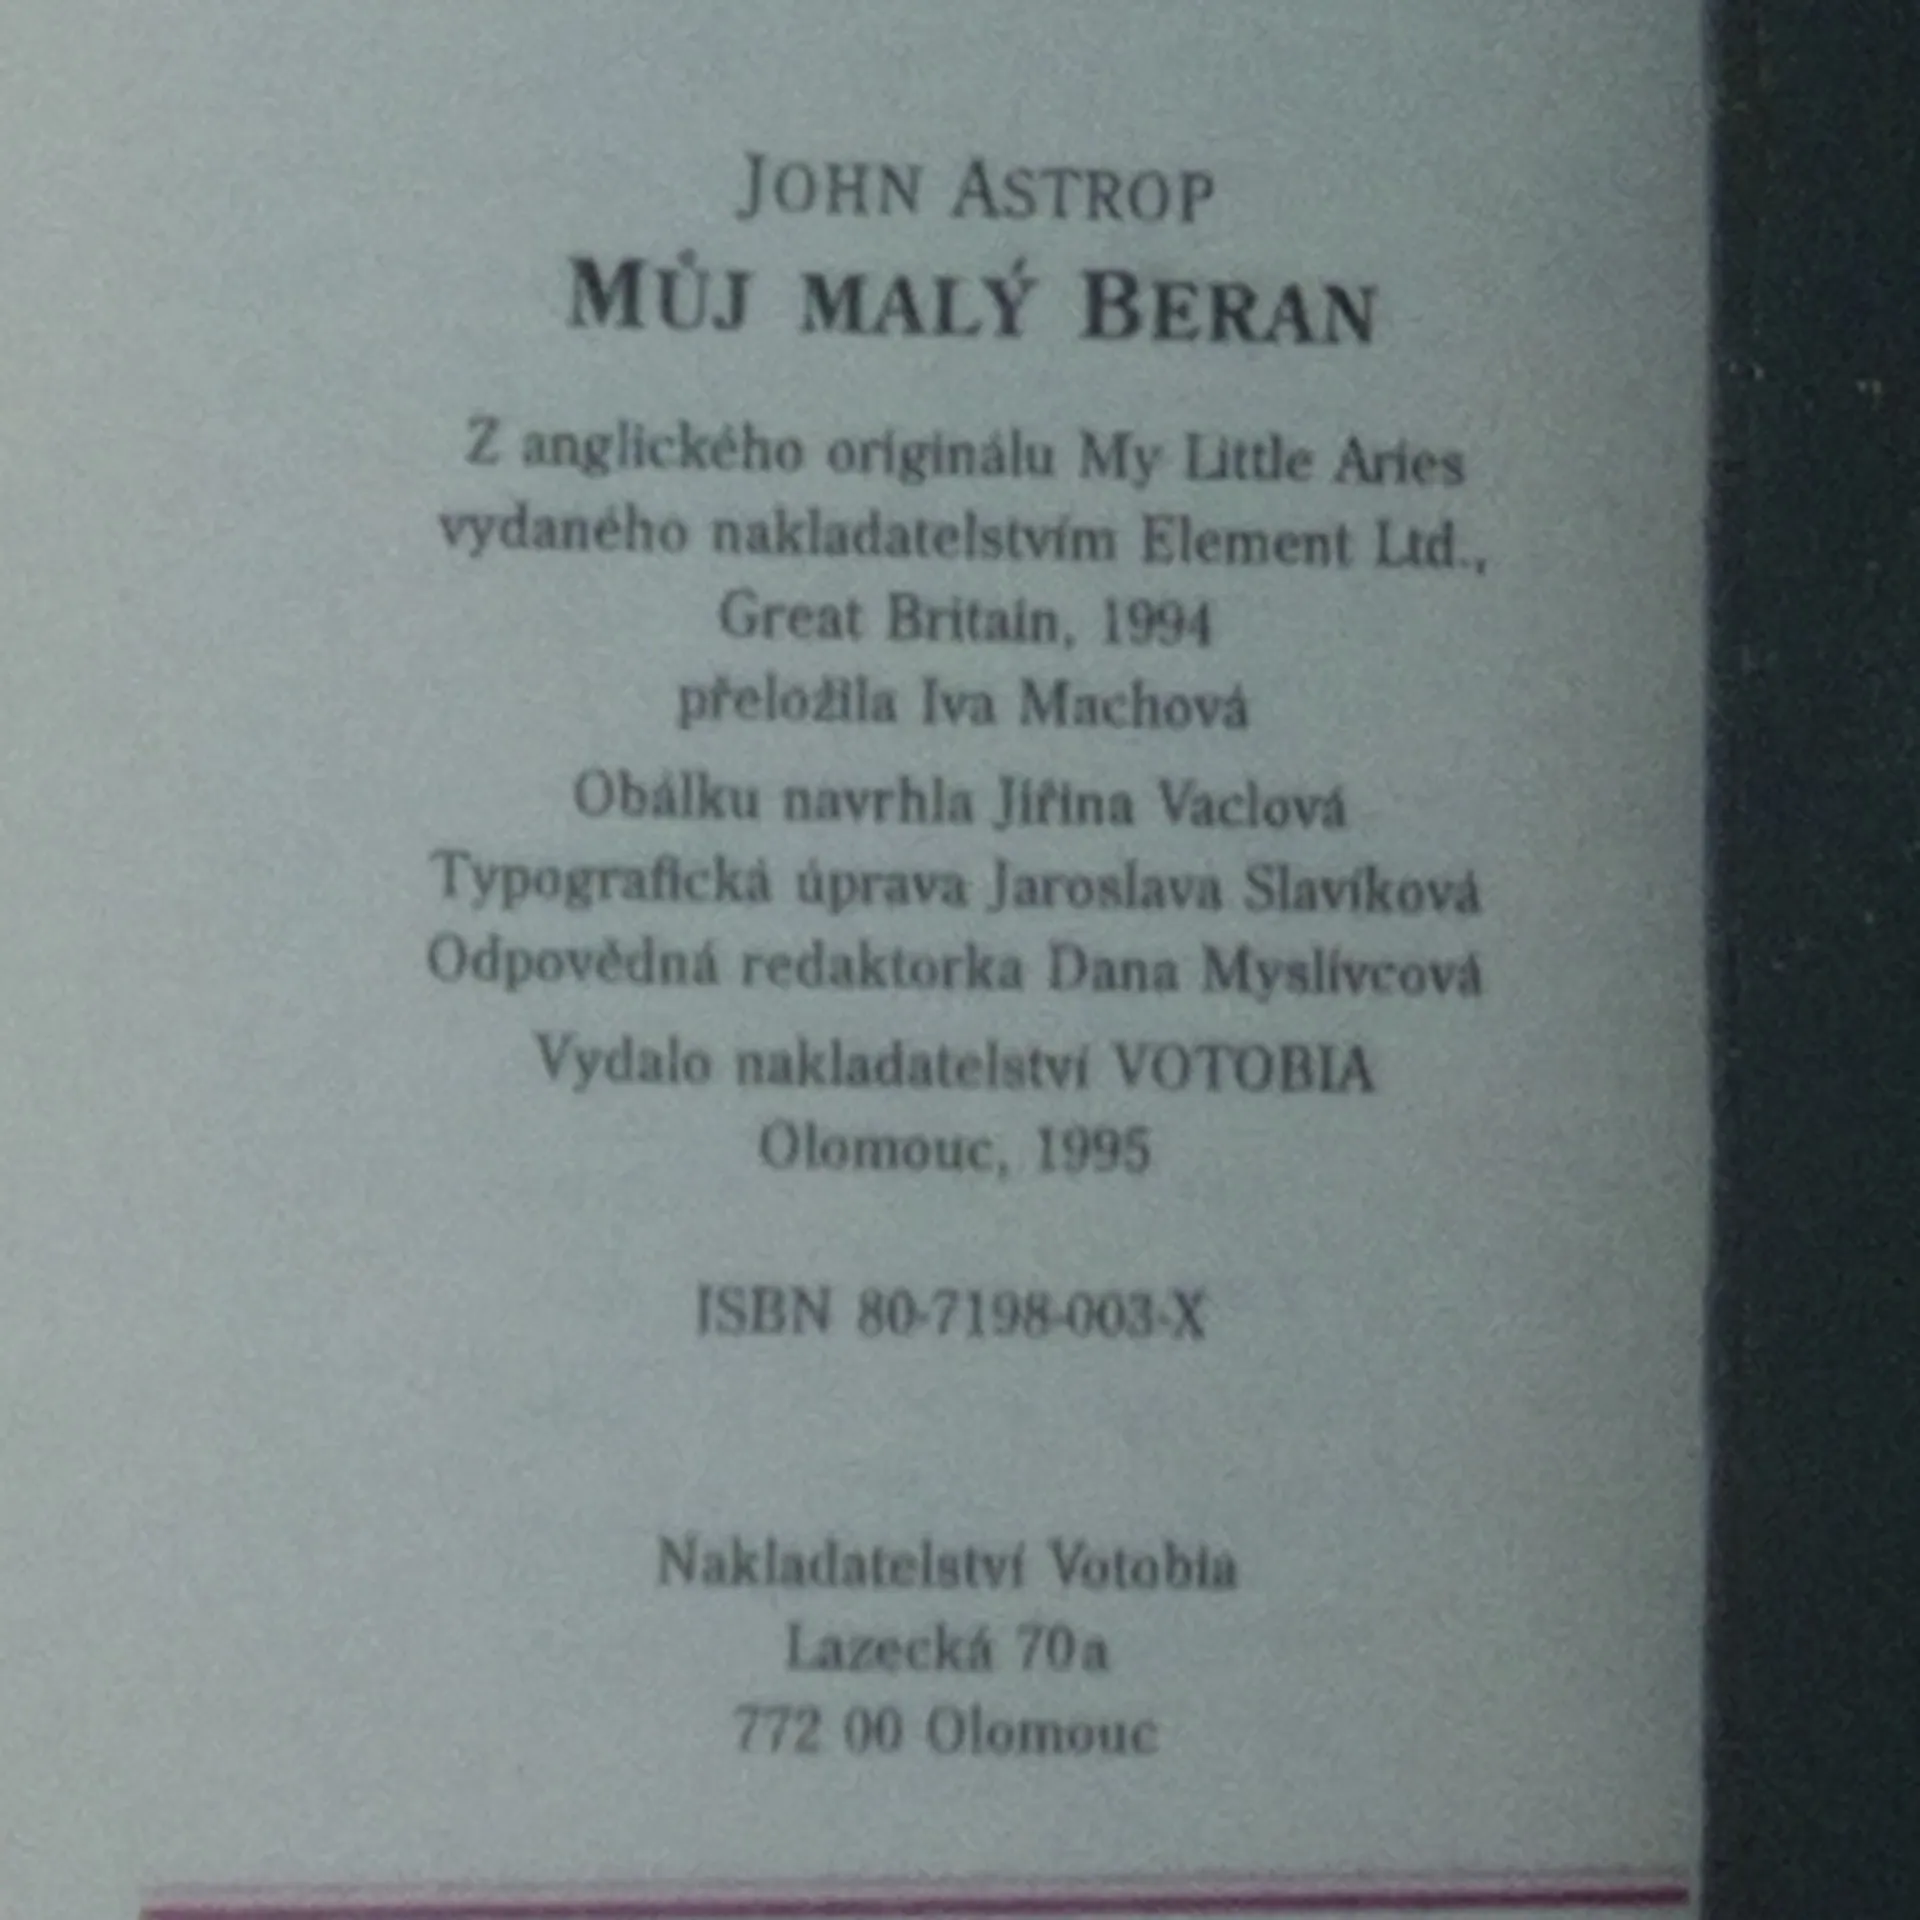 JOHN ASTROP
MŮJ MALÝ BERAN
Z anglického originálu My Little Aries
vydaného nakladatelstvím Element Ltd.,
Great Britain, 1994
přeložila Iva Machová
Obálku navrhla Jiřina Vaclová
Typografická úprava Jaroslava Slavíková
Odpovědná redaktorka Dana Myslivcová
Vydalo nakladatelství VOTOBIA
Olomouc, 1995
ISBN 80-7198-003-X
Nakladatelství Votobia
Lazecká 70a
772 00 Olomouc